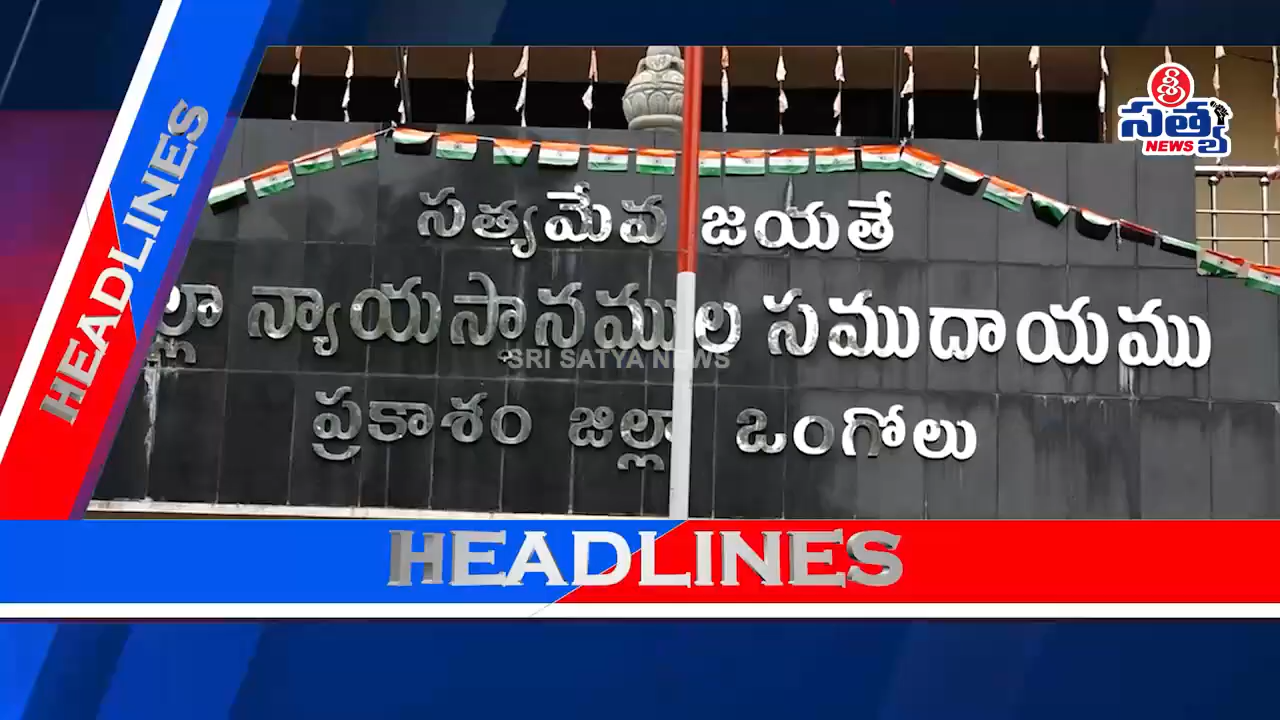 HEADLINES
శ్రీ
సత్య
NEWS
సత్యమేవ జయతే
న్యాయస్థానముల సముదాయము
SRI SATYA NEWS
ప్రకాశం జిల్లా ఒంగోలు
HEADLINES